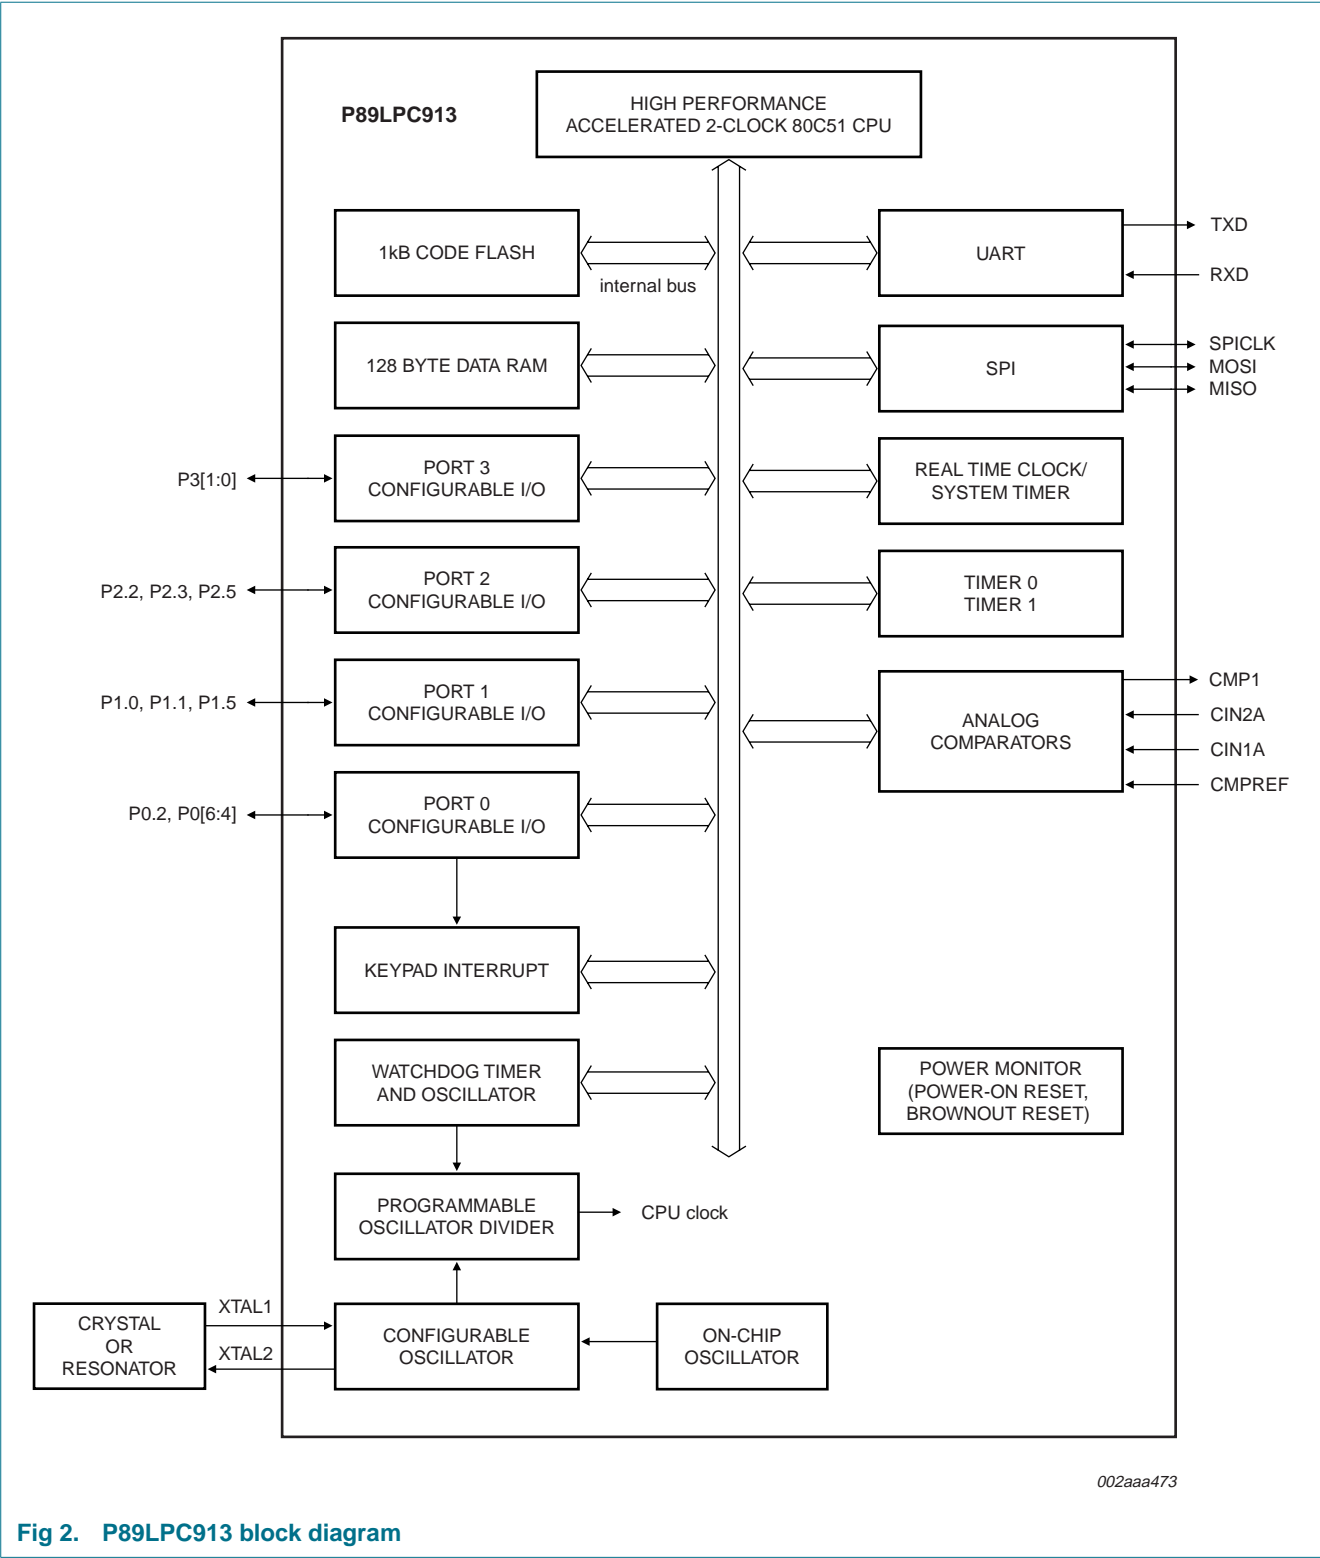 HIGH PERFORMANCE
ACCELERATED 2-CLOCK 80C51 CPU
P89LPC913
1kB CODE FLASH
internal bus
UART
TXD
RXD
128 BYTE DATA RAM
SPI
SPICLK
MOSI
MISO
P3[1:0]
PORT 3
CONFIGURABLE I/O
REAL TIME CLOCK/
SYSTEM TIMER
P2.2, P2.3, P2.5
PORT 2
CONFIGURABLE I/O
TIMER 0
TIMER 1
P1.0, P1.1, P1.5
PORT 1
CONFIGURABLE I/O
ANALOG
COMPARATORS
CMP1
CIN2A
CIN1A
CMPREF
P0.2, P0[6:4]
PORT 0
CONFIGURABLE I/O
KEYPAD INTERRUPT
WATCHDOG TIMER
AND OSCILLATOR
POWER MONITOR
(POWER-ON RESET,
BROWNOUT RESET)
PROGRAMMABLE
OSCILLATOR DIVIDER
CPU clock
CRYSTAL
OR
RESONATOR
XTAL1
XTAL2
CONFIGURABLE
OSCILLATOR
ON-CHIP
OSCILLATOR
002aaa473
Fig 2. P89LPC913 block diagram